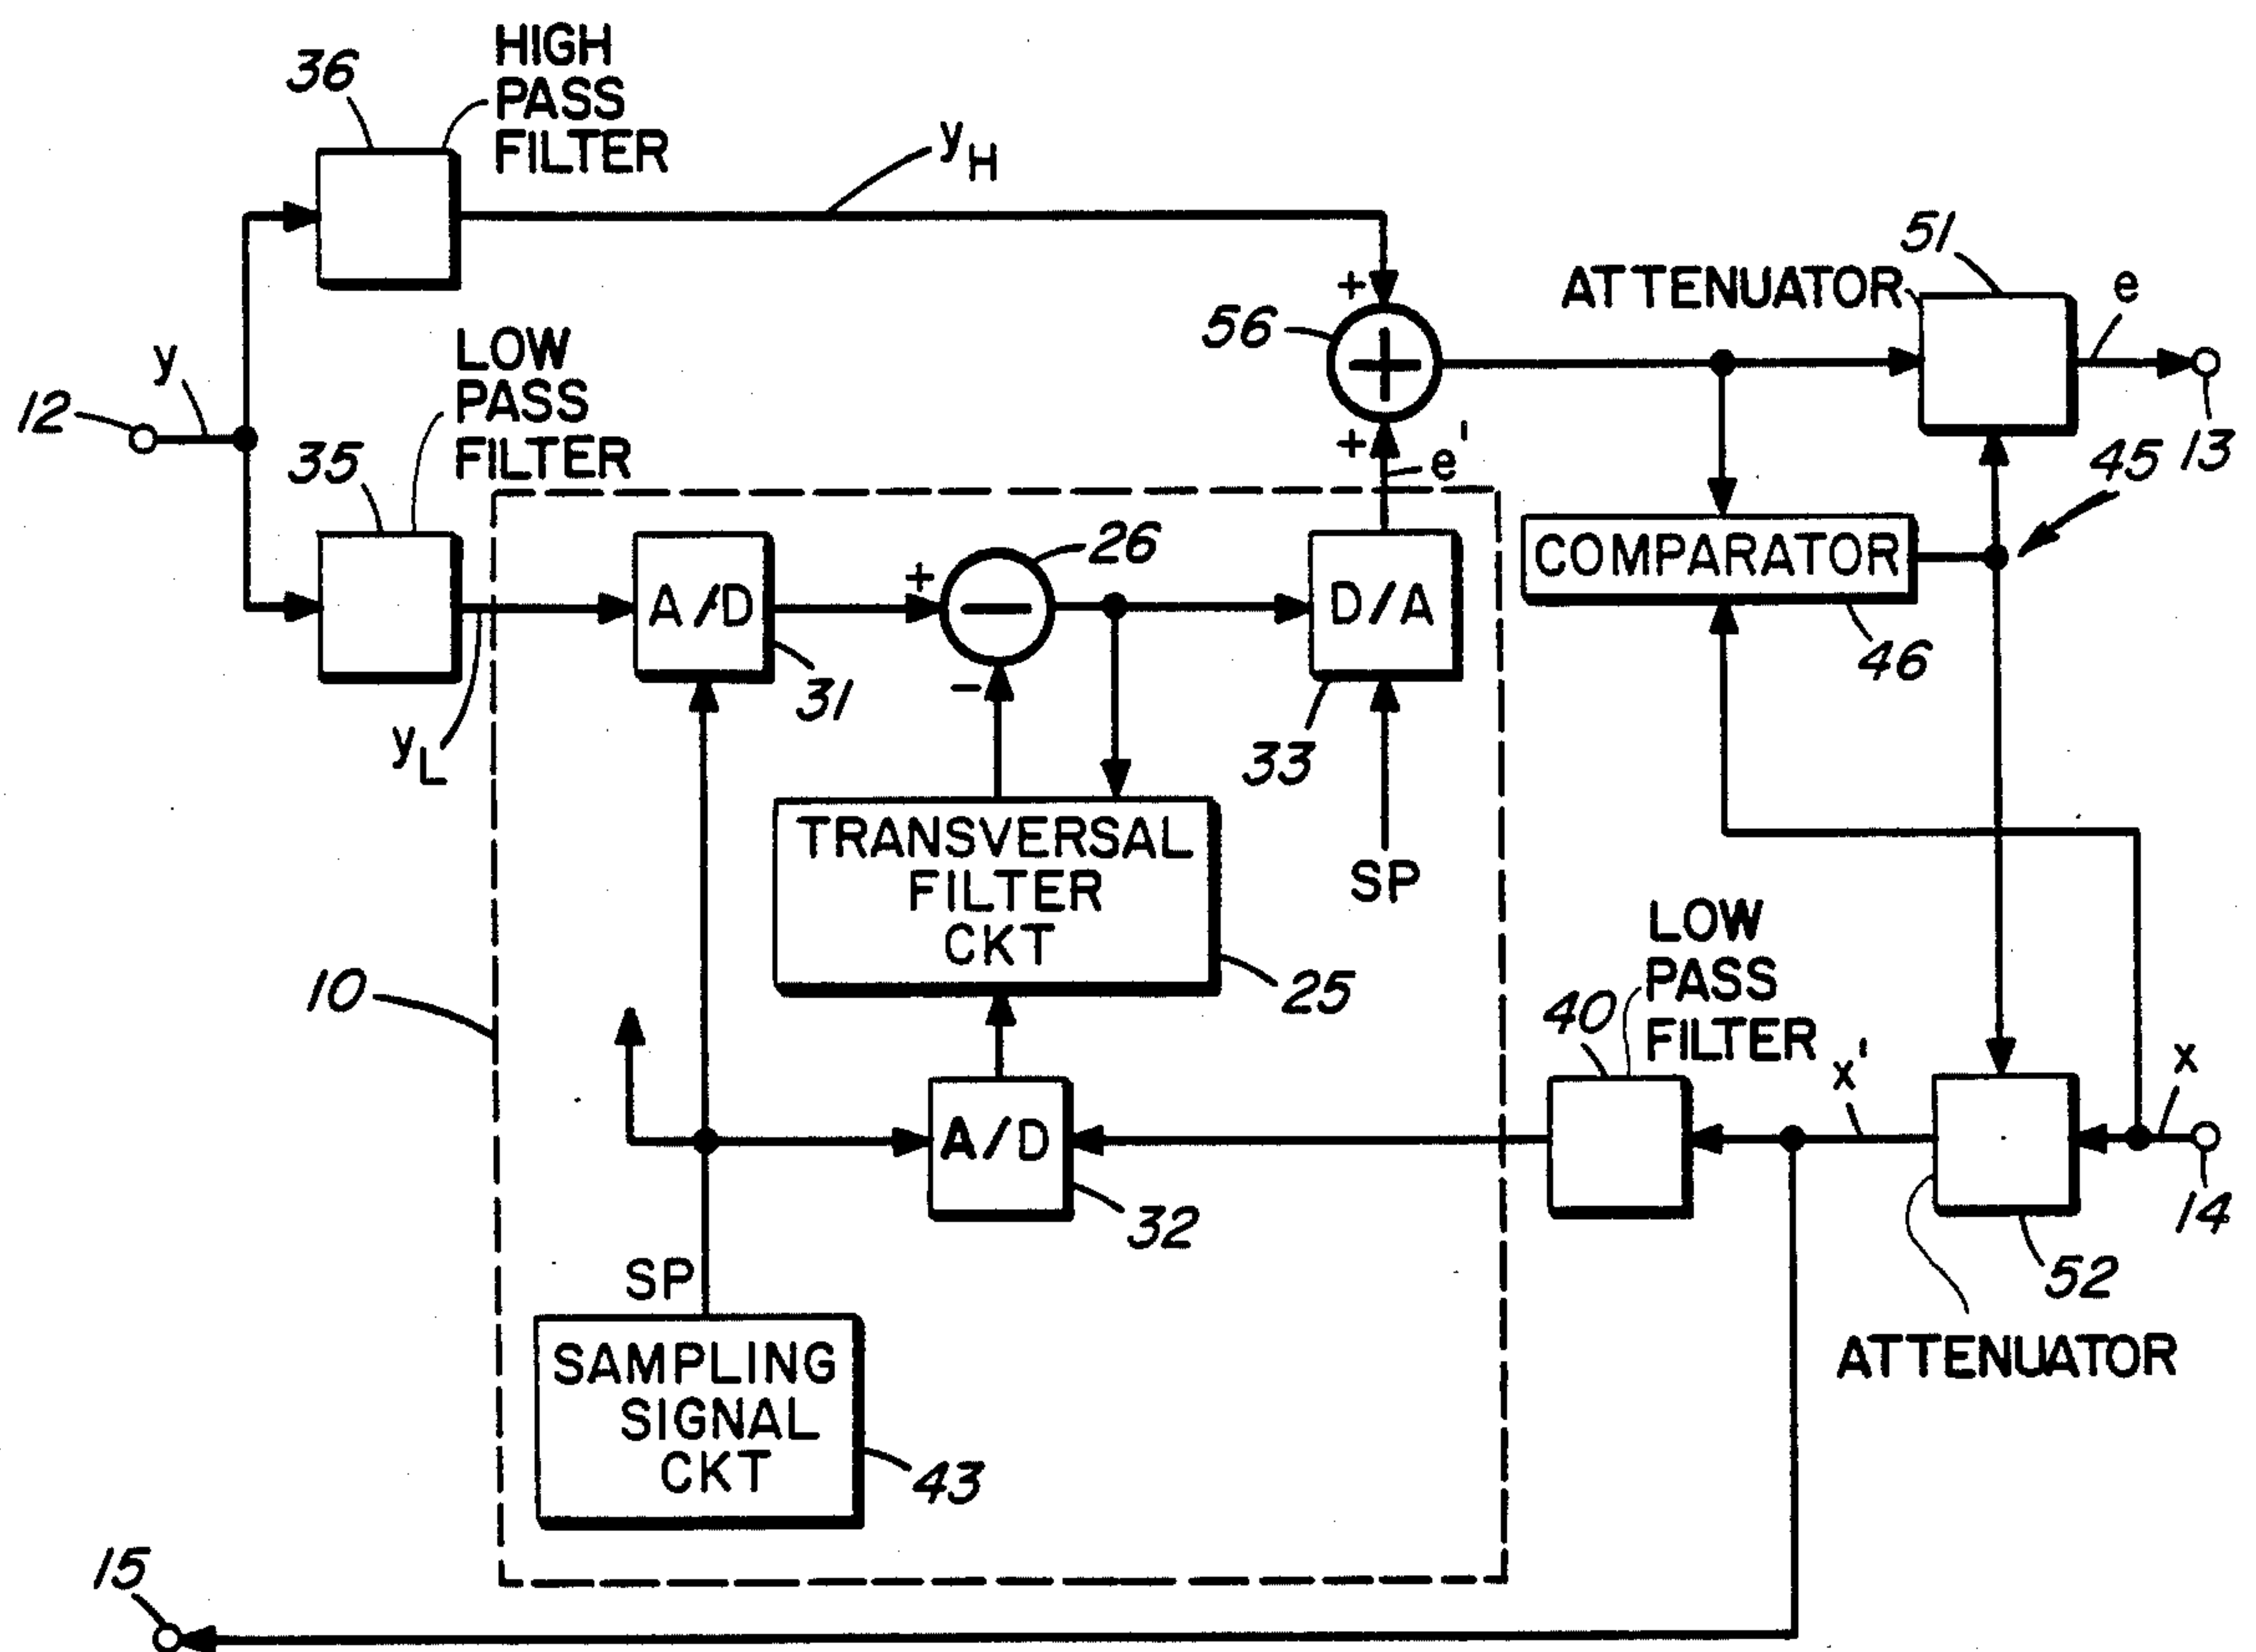 36
HIGH
PASS
FILTER
yH
51
ATTENUATOR
e
13
56
+
+
e'
12
y
35
LOW
PASS
FILTER
yL
A/D
31
+
-
26
D/A
33
SP
COMPARATOR
45
46
TRANSVERSAL
FILTER
CKT
25
10
A/D
32
LOW
PASS
FILTER
40
x'
x
14
52
ATTENUATOR
SP
SAMPLING
SIGNAL
CKT
43
15